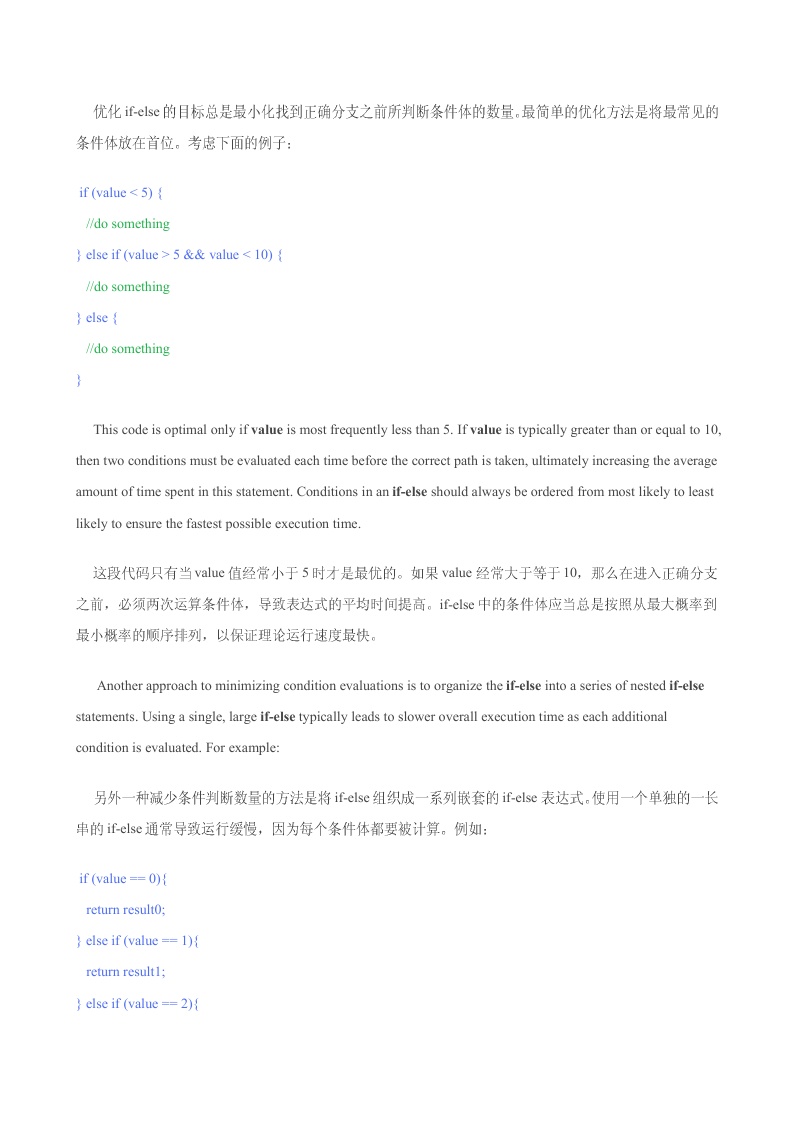 优化 if-else 的目标总是最小化找到正确分支之前所判断条件体的数量。最简单的优化方法是将最常见的
条件体放在首位。考虑下面的例子：
if (value < 5) {
//do something
} else if (value > 5 && value < 10) {
//do something
} else {
//do something
}
This code is optimal only if value is most frequently less than 5. If value is typically greater than or equal to 10,
then two conditions must be evaluated each time before the correct path is taken, ultimately increasing the average
amount of time spent in this statement. Conditions in an if-else should always be ordered from most likely to least
likely to ensure the fastest possible execution time.
这段代码只有当 value 值经常小于 5 时才是最优的。如果 value 经常大于等于 10，那么在进入正确分支
之前，必须两次运算条件体，导致表达式的平均时间提高。if-else 中的条件体应当总是按照从最大概率到
最小概率的顺序排列，以保证理论运行速度最快。
Another approach to minimizing condition evaluations is to organize the if-else into a series of nested if-else
statements. Using a single, large if-else typically leads to slower overall execution time as each additional
condition is evaluated. For example:
另外一种减少条件判断数量的方法是将 if-else 组织成一系列嵌套的 if-else 表达式。使用一个单独的一长
串的 if-else 通常导致运行缓慢，因为每个条件体都要被计算。例如：
if (value == 0){
return result0;
} else if (value == 1){
return result1;
} else if (value == 2){